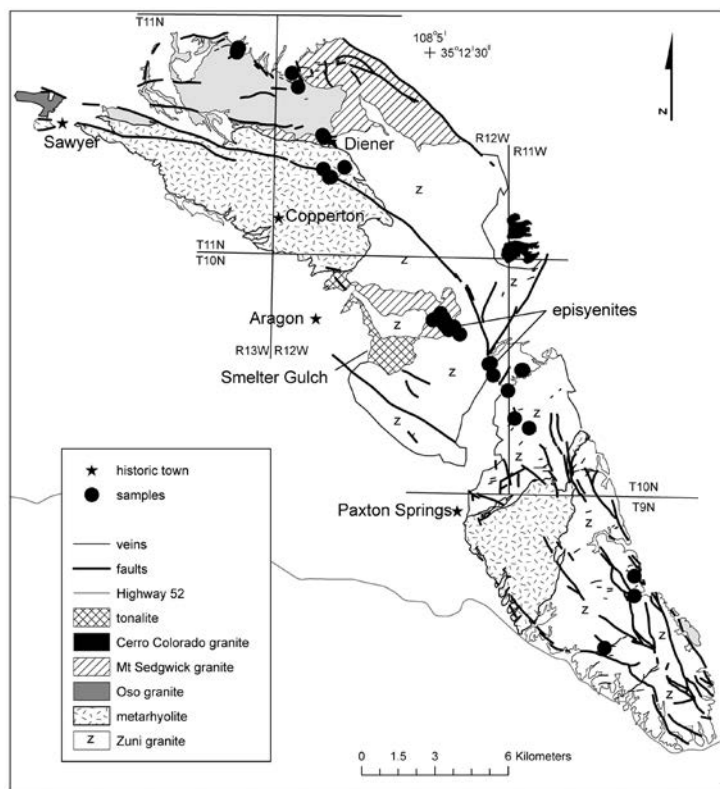 T11N
108°5'
35°12'30"
N
R12W
R11W
Sawyer
Diener
Z
Copperton
T11N
T10N
Z
Z
episyenites
Aragon
Z
R13W R12W
Smelter Gulch
Z
Z
Z
Z
T10N
T9N
Paxton Springs
Z
Z
Z
Z
historic town
samples
veins
faults
Highway 52
tonalite
Cerro Colorado granite
Mt Sedgwick granite
Oso granite
metarhyolite
Z Zuni granite
0 1.5 3 6 Kilometers